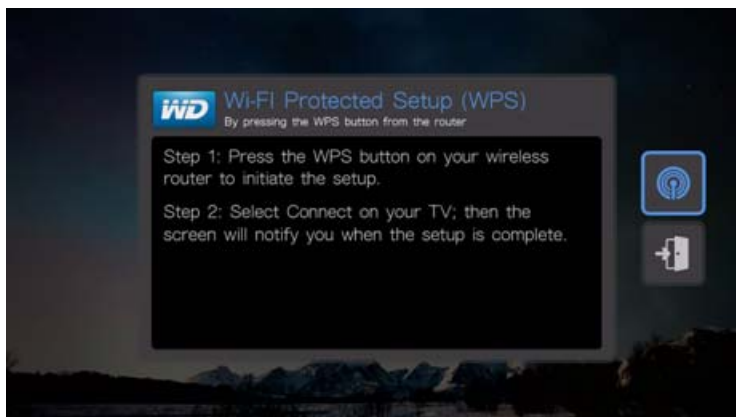 WD
Wi-Fi Protected Setup (WPS)
By pressing the WPS button from the router
Step 1: Press the WPS button on your wireless
router to initiate the setup.
Step 2: Select Connect on your TV; then the
screen will notify you when the setup is complete.